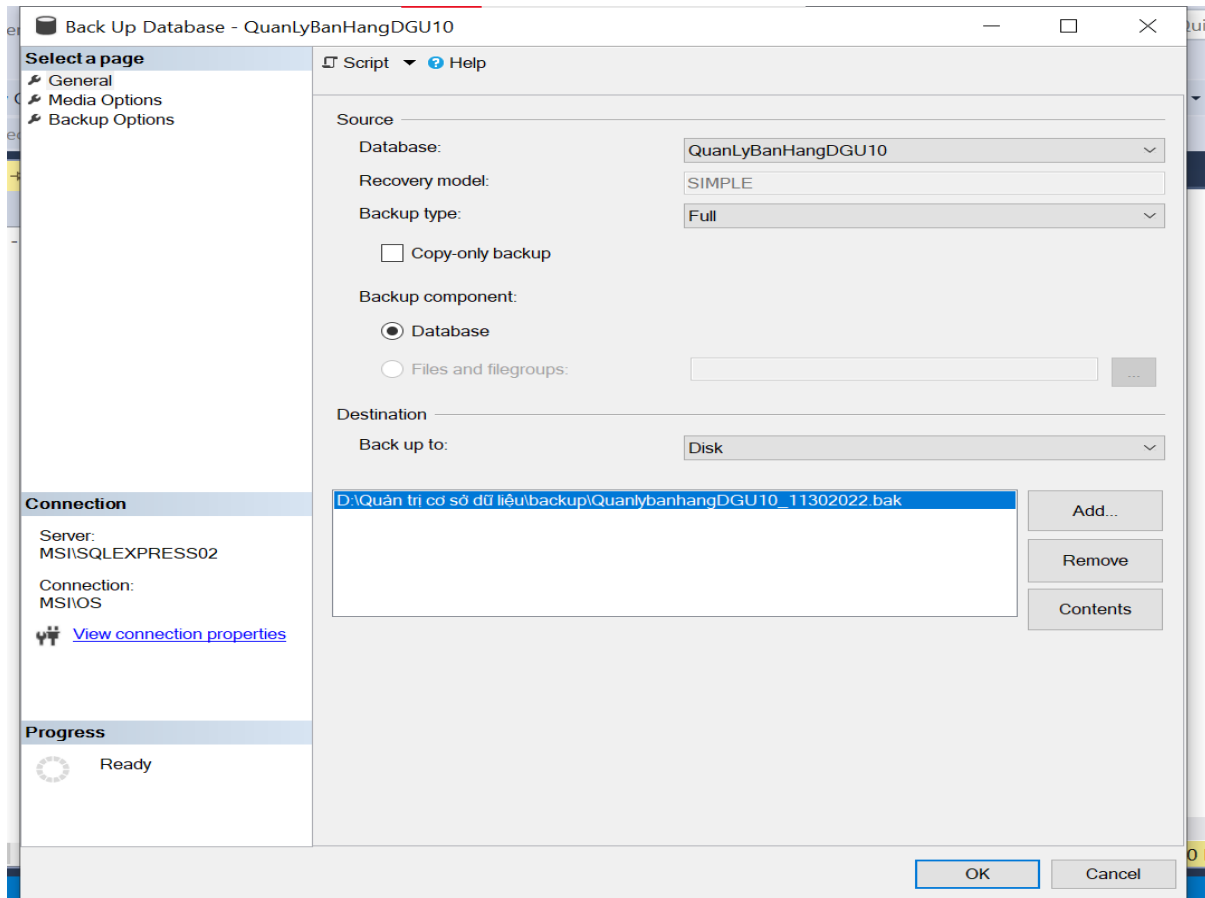 Back Up Database - QuanLyBanHangDGU10
Select a page
General
Media Options
Backup Options
Script
Help
Source
Database:
QuanLyBanHangDGU10
Recovery model:
SIMPLE
Backup type:
Full
Copy-only backup
Backup component:
Database
Files and filegroups:
...
Destination
Back up to:
Disk
D:\Quản trị cơ sở dữ liệu\backup\QuanlybanhangDGU10_11302022.bak
Add...
Remove
Contents
Connection
Server:
MSI\SQLEXPRESS02
Connection:
MSI\OS
View connection properties
Progress
Ready
OK
Cancel